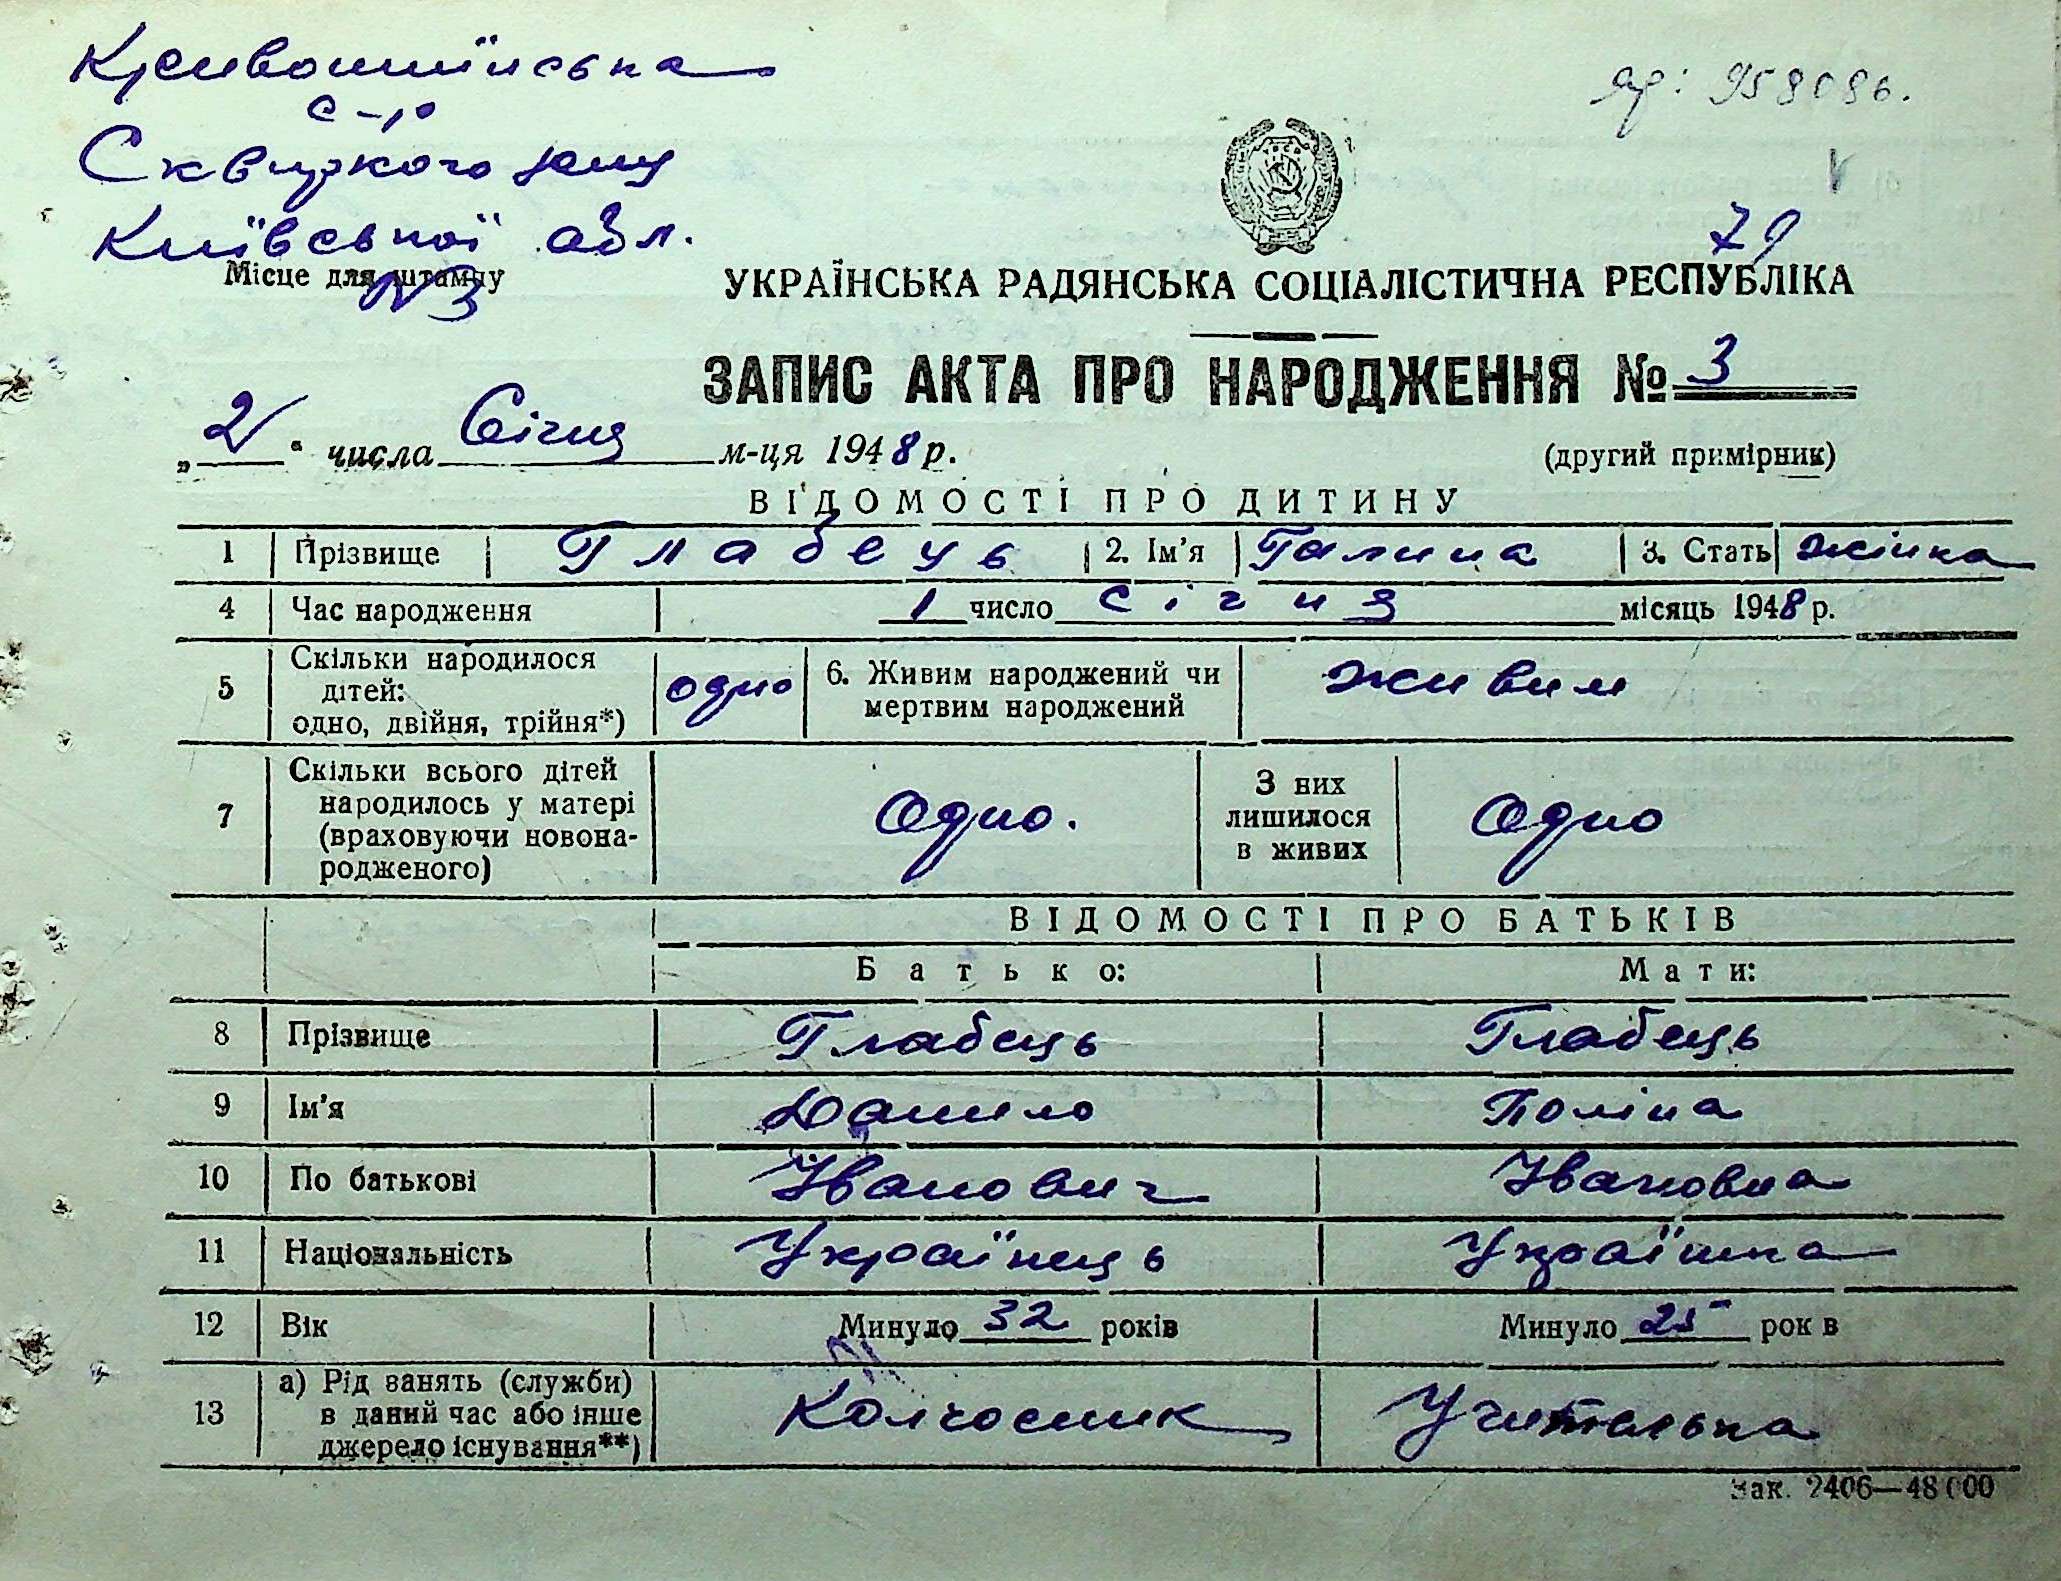 Кривошиїнська
с-р
Сквирського р-ну
Київської обл.
Місце для штампу
N 3
УКРАЇНСЬКА РАДЯНСЬКА СОЦІАЛІСТИЧНА РЕСПУБЛІКА
ЗАПИС АКТА ПРО НАРОДЖЕННЯ № 3
„2“ числа Січня м-ця 1948 р.
(другий примірник)
ВІДОМОСТІ ПРО ДИТИНУ
1 Прізвище Глабець 2. Ім'я Галина 3. Стать жінка
4 Час народження 1 число січня місяць 1948 р.
5 Скільки народилося дітей: одно, двійня, трійня*) одно 6. Живим народжений чи мертвим народжений живим
7 Скільки всього дітей народилось у матері (враховуючи новонародженого) Одно. З них лишилося в живих Одно
ВІДОМОСТІ ПРО БАТЬКІВ
Батько: Мати:
8 Прізвище Глабець Глабець
9 Ім'я Данило Поліна
10 По батькові Іванович Івановна
11 Національність Українець Українка
12 Вік Минуло 32 років Минуло 25 років
13 а) Рід занять (служби) в даний час або інше джерело існування**) Колгосник Учителька
Зак. 2406—48000